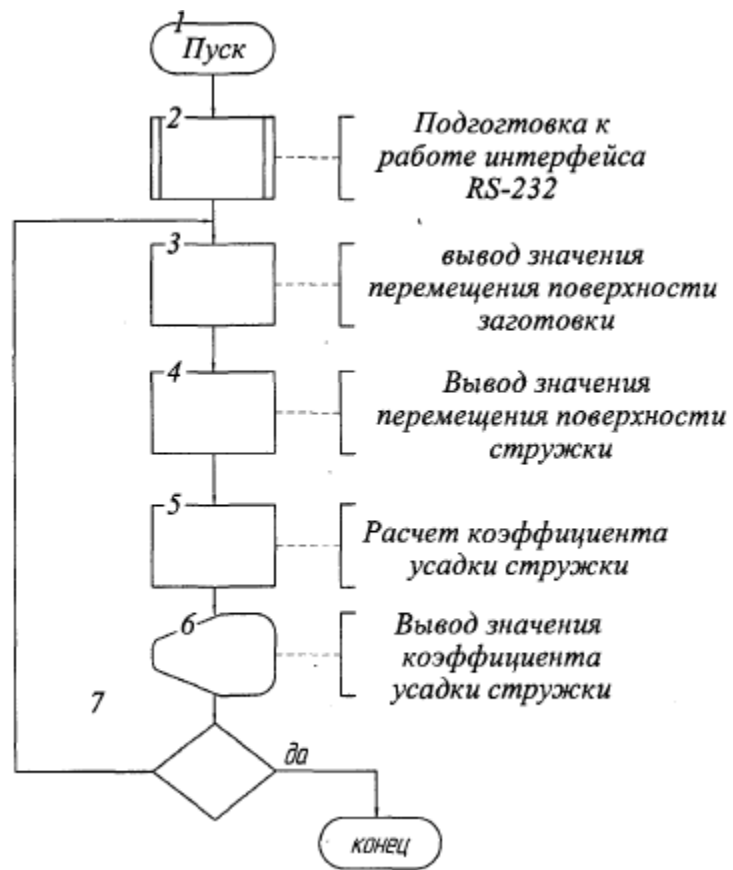 1
Пуск
2
Подгогтовка к
работе интерфейса
RS-232
3
вывод значения
перемещения поверхности
заготовки
4
Вывод значения
перемещения поверхности
стружки
5
Расчет коэффициента
усадки стружки
6
Вывод значения
коэффициента
усадки стружки
7
да
конец